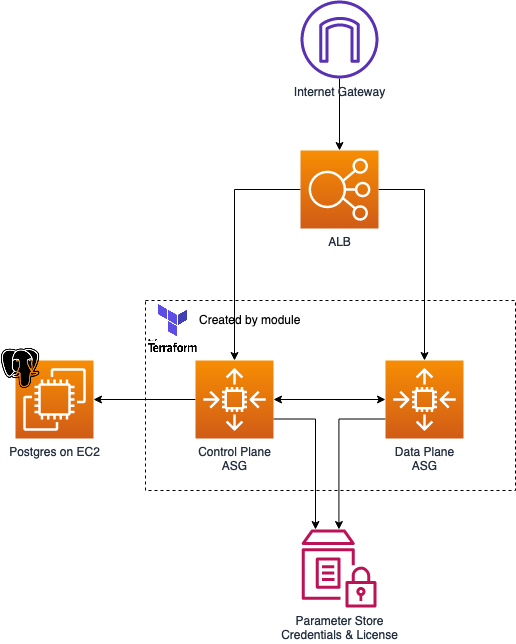 Internet Gateway
ALB
Created by module
Terraform
Postgres on EC2
Control Plane
ASG
Data Plane
ASG
Parameter Store
Credentials & License